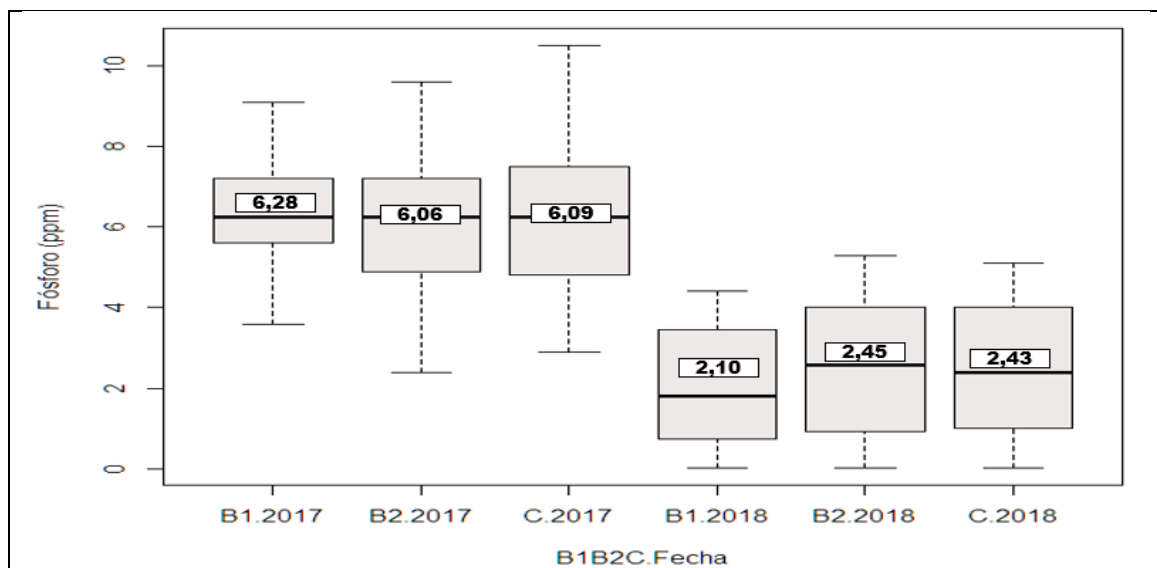 Fósforo (ppm)
10
8
6
4
2
0
6,28
6,06
6,09
2,10
2,45
2,43
B1.2017
B2.2017
C.2017
B1.2018
B2.2018
C.2018
B1B2C.Fecha